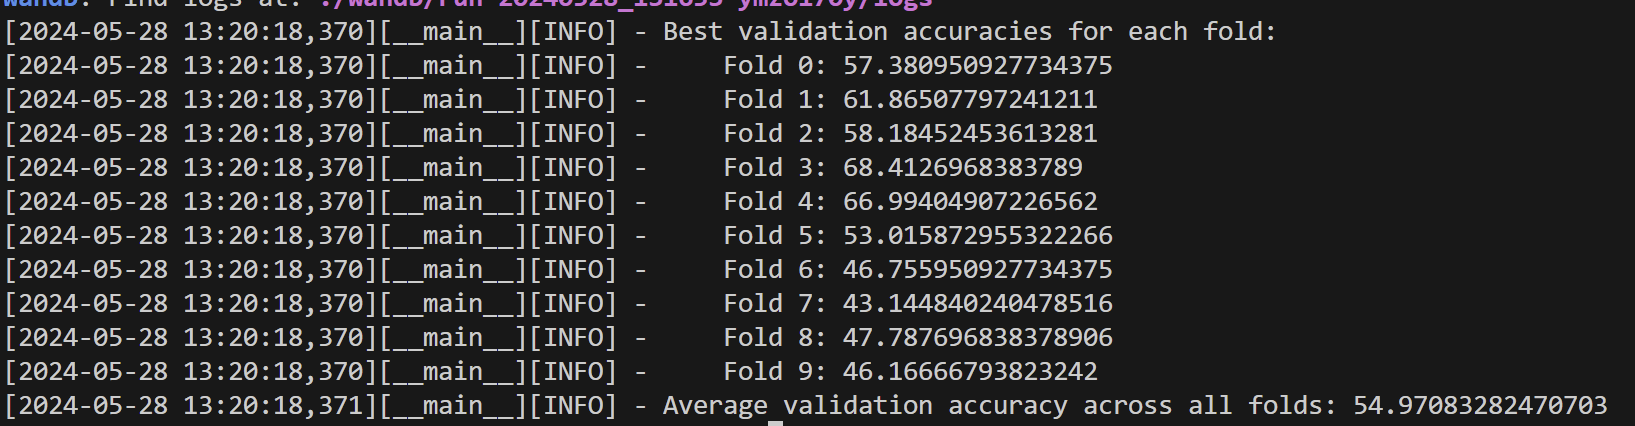 wandb: Find logs at: ./wandb/run-20240528_131055-ymzo170y/logs
[2024-05-28 13:20:18,370][__main__][INFO] - Best validation accuracies for each fold:
[2024-05-28 13:20:18,370][__main__][INFO] -     Fold 0: 57.380950927734375
[2024-05-28 13:20:18,370][__main__][INFO] -     Fold 1: 61.86507797241211
[2024-05-28 13:20:18,370][__main__][INFO] -     Fold 2: 58.18452453613281
[2024-05-28 13:20:18,370][__main__][INFO] -     Fold 3: 68.4126968383789
[2024-05-28 13:20:18,370][__main__][INFO] -     Fold 4: 66.99404907226562
[2024-05-28 13:20:18,370][__main__][INFO] -     Fold 5: 53.015872955322266
[2024-05-28 13:20:18,370][__main__][INFO] -     Fold 6: 46.755950927734375
[2024-05-28 13:20:18,370][__main__][INFO] -     Fold 7: 43.144840240478516
[2024-05-28 13:20:18,370][__main__][INFO] -     Fold 8: 47.787696838378906
[2024-05-28 13:20:18,370][__main__][INFO] -     Fold 9: 46.16666793823242
[2024-05-28 13:20:18,371][__main__][INFO] - Average validation accuracy across all folds: 54.97083282470703